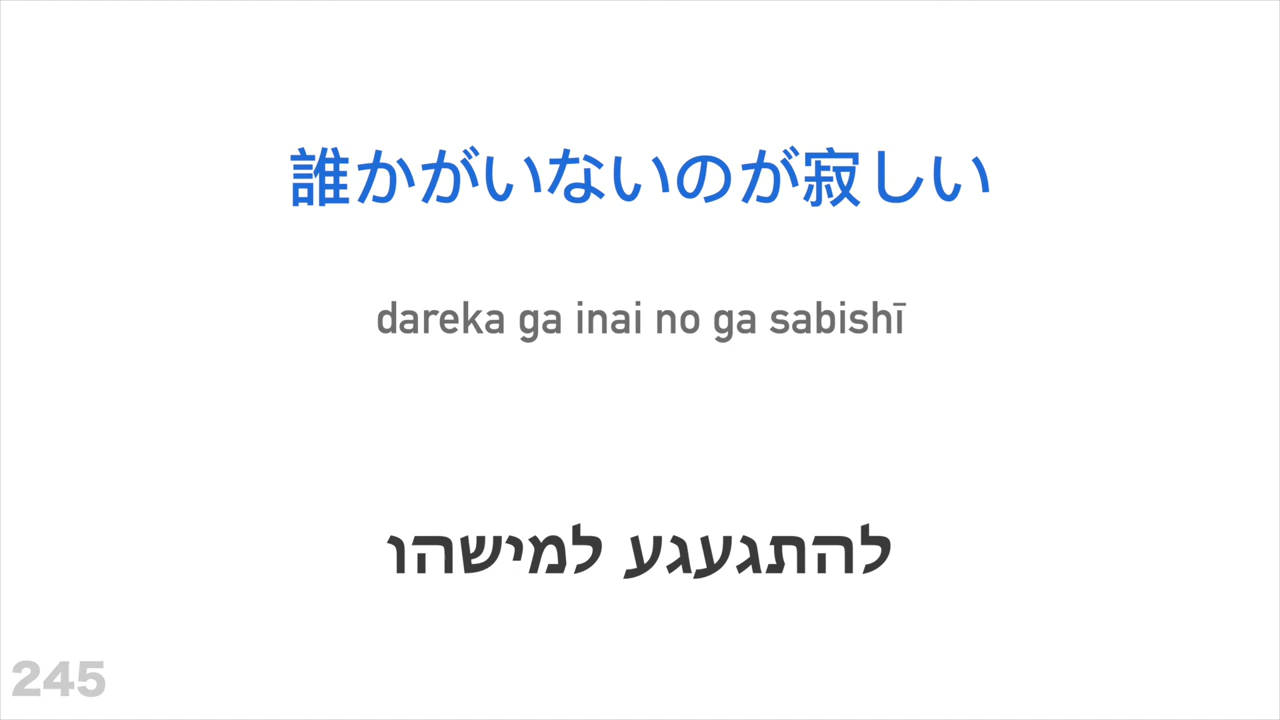 誰かがいないのが寂しい
dareka ga inai no ga sabishī
להתגעגע למישהו
245